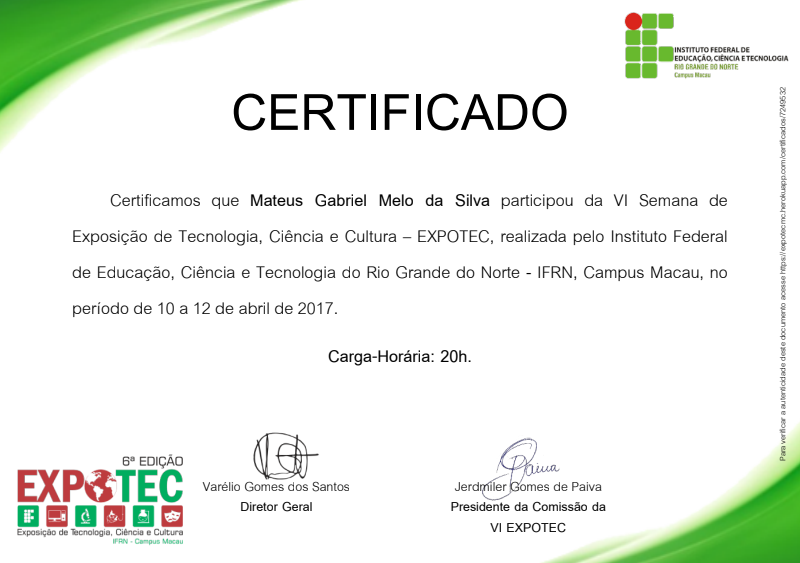 INSTITUTO FEDERAL DE
EDUCAÇÃO, CIÊNCIA E TECNOLOGIA
RIO GRANDE DO NORTE
Campus Macau
CERTIFICADO
Certificamos que Mateus Gabriel Melo da Silva participou da VI Semana de
Exposição de Tecnologia, Ciência e Cultura – EXPOTEC, realizada pelo Instituto Federal
de Educação, Ciência e Tecnologia do Rio Grande do Norte - IFRN, Campus Macau, no
período de 10 a 12 de abril de 2017.
Carga-Horária: 20h.
Para verificar a autenticidade deste documento acesse https://expotecmc.herokuapp.com/certificados/7249532
6ª EDIÇÃO
EXPOTEC
Exposição de Tecnologia, Ciência e Cultura
IFRN - Campus Macau
Varélio Gomes dos Santos
Diretor Geral
Paiva
Jerdmiler Gomes de Paiva
Presidente da Comissão da
VI EXPOTEC